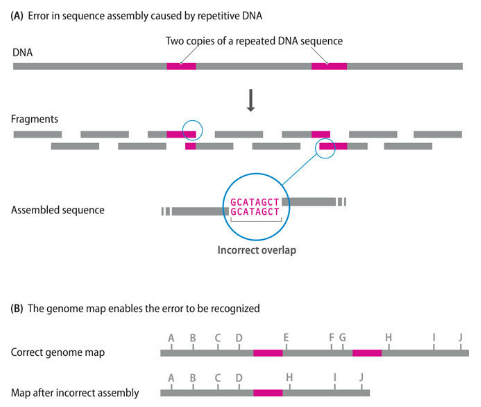 (A) Error in sequence assembly caused by repetitive DNA
Two copies of a repeated DNA sequence
DNA
Fragments
Assembled sequence
GCATAGCT
GCATAGCT
Incorrect overlap
(B) The genome map enables the error to be recognized
A B C D E F G H I J
Correct genome map
A B C D H I J
Map after incorrect assembly